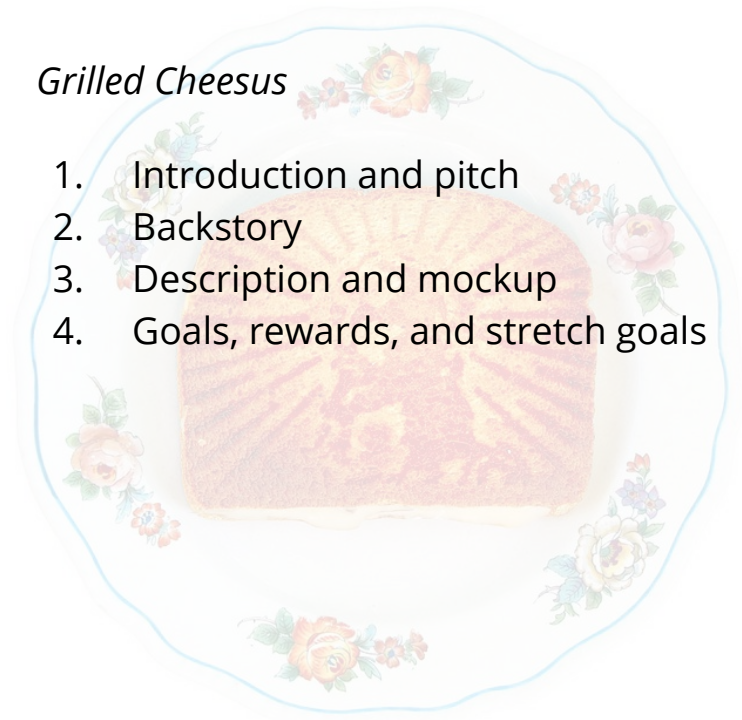 Grilled Cheesus
1. Introduction and pitch
2. Backstory
3. Description and mockup
4. Goals, rewards, and stretch goals